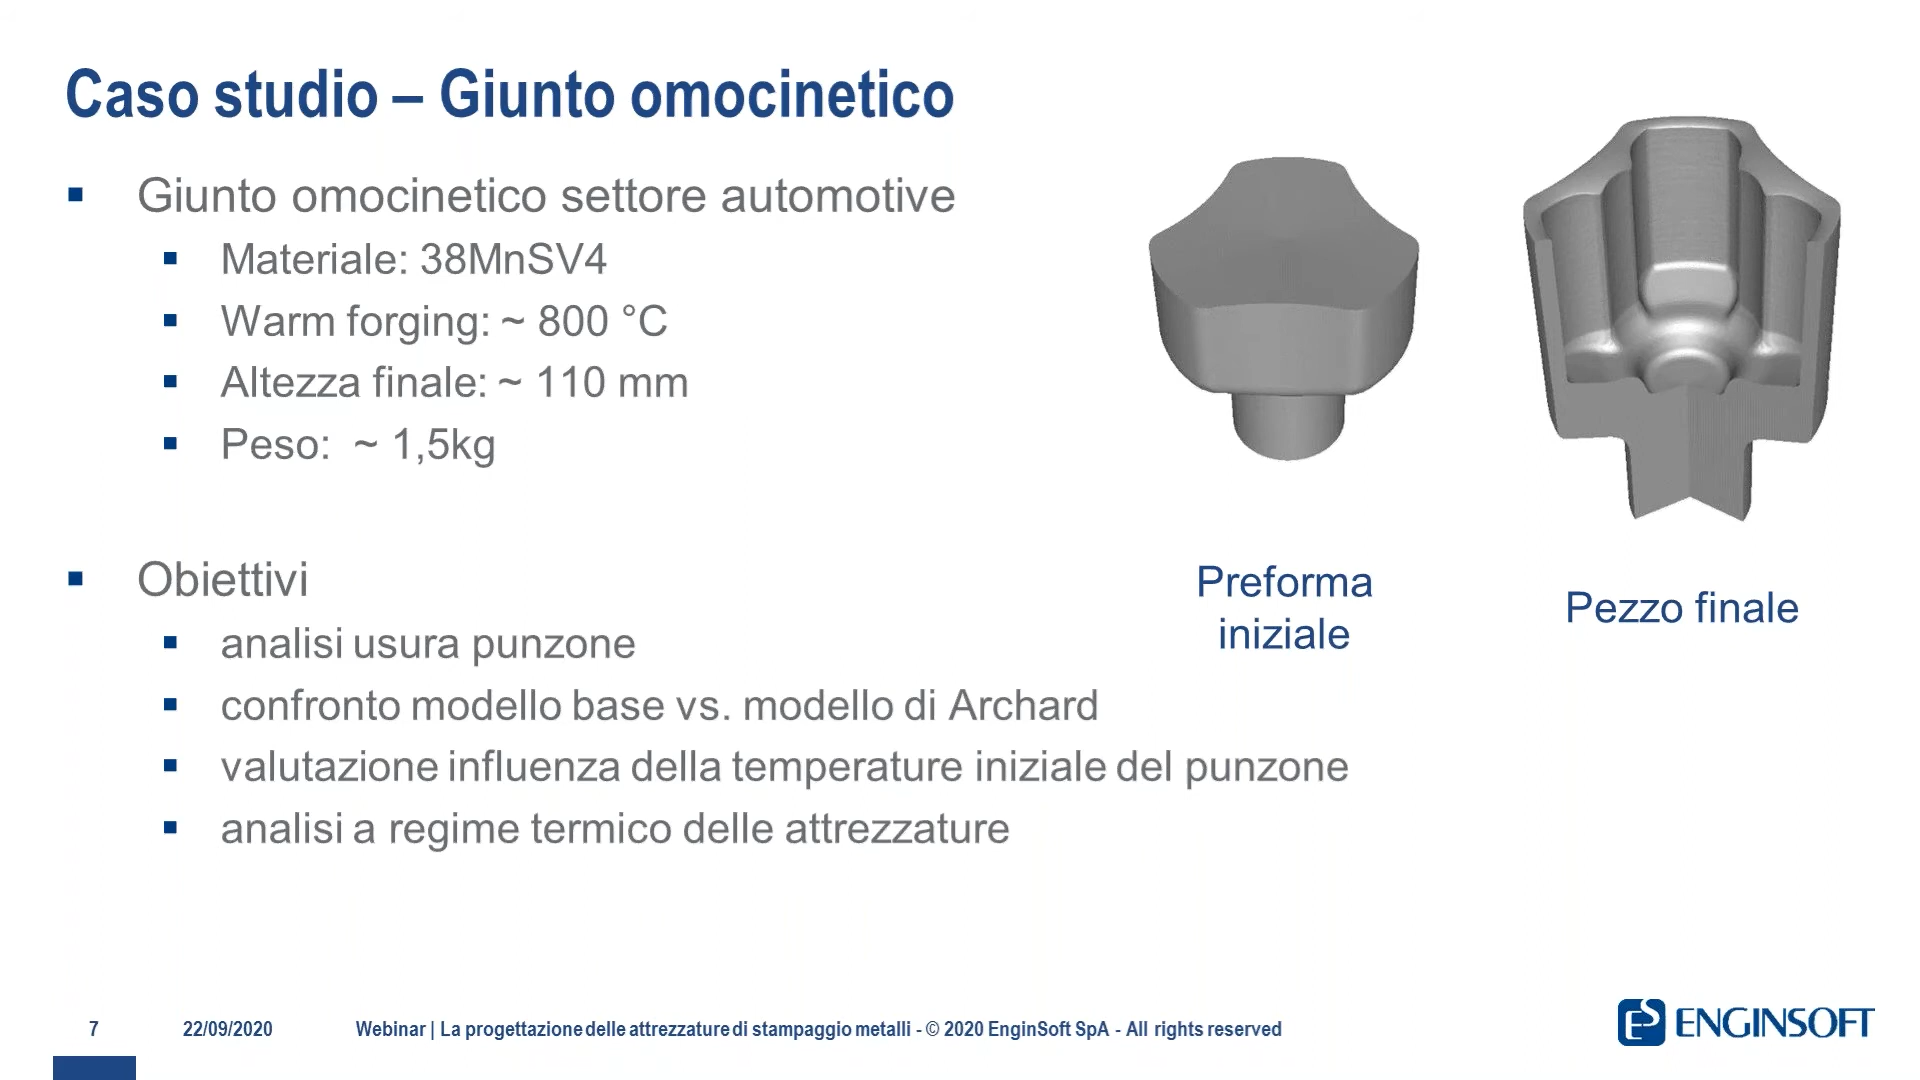 Caso studio – Giunto omocinetico
Giunto omocinetico settore automotive
Materiale: 38MnSV4
Warm forging: ~ 800 °C
Altezza finale: ~ 110 mm
Peso: ~ 1,5kg
Obiettivi
analisi usura punzone
confronto modello base vs. modello di Archard
valutazione influenza della temperature iniziale del punzone
analisi a regime termico delle attrezzature
Preforma
iniziale
Pezzo finale
7 22/09/2020 Webinar | La progettazione delle attrezzature di stampaggio metalli - © 2020 EnginSoft SpA - All rights reserved
ENGINSOFT